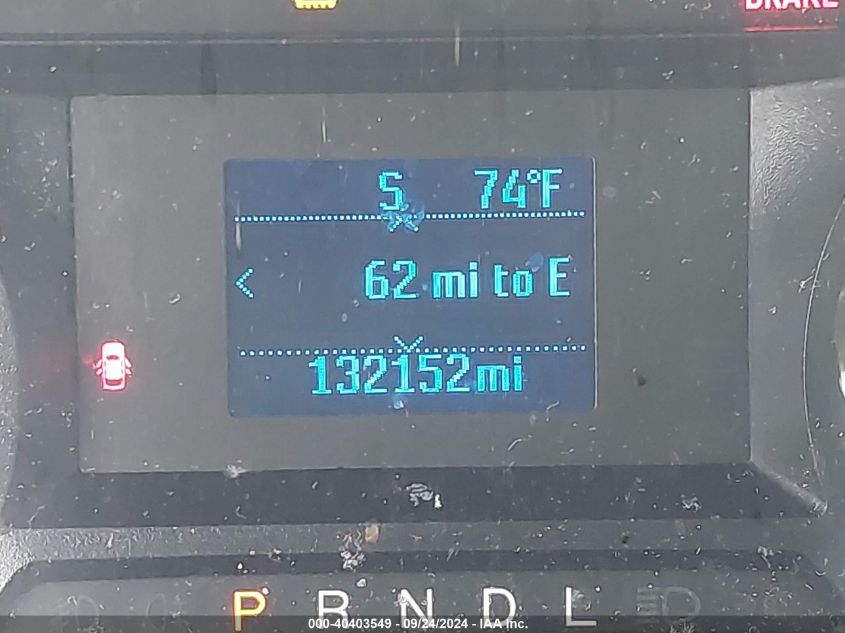 BRAKE
S 74°F
< 62 mi to E
132152mi
P R N D L
000-40403549 - 09/24/2024 - IAA Inc.